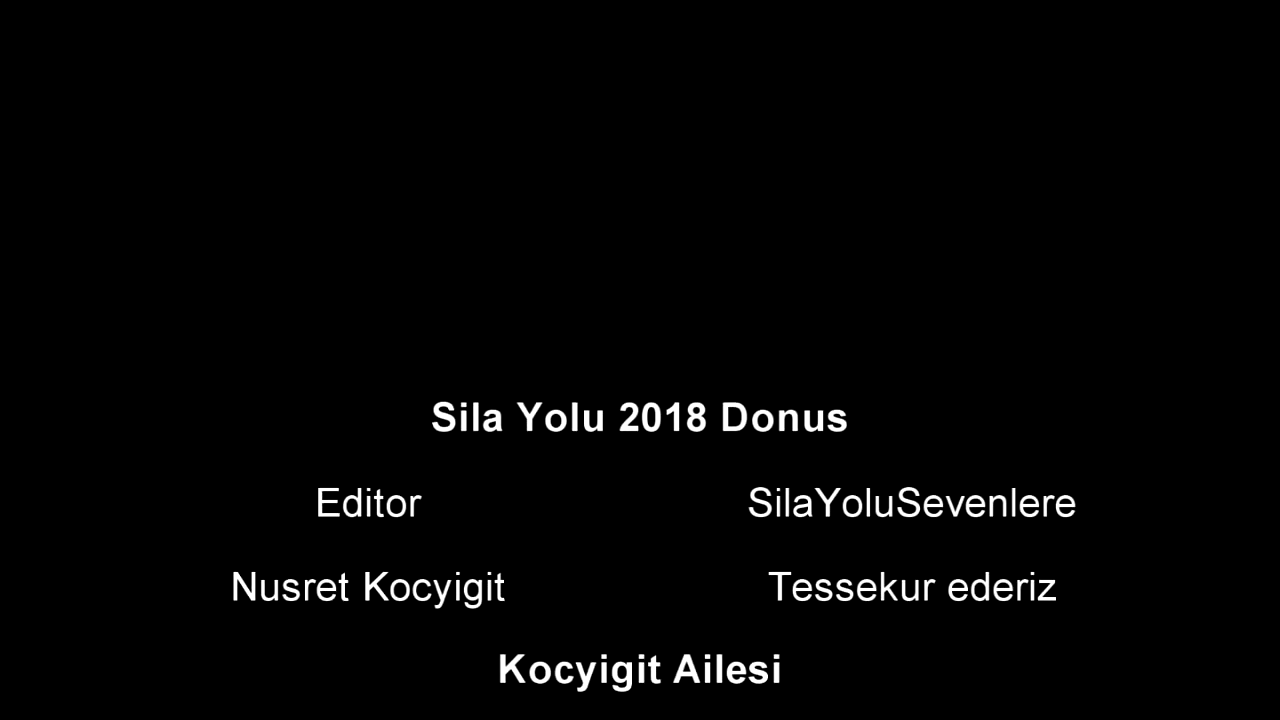 Sila Yolu 2018 Donus
Editor SilaYoluSevenlere
Nusret Kocyigit Tessekur ederiz
Kocyigit Ailesi